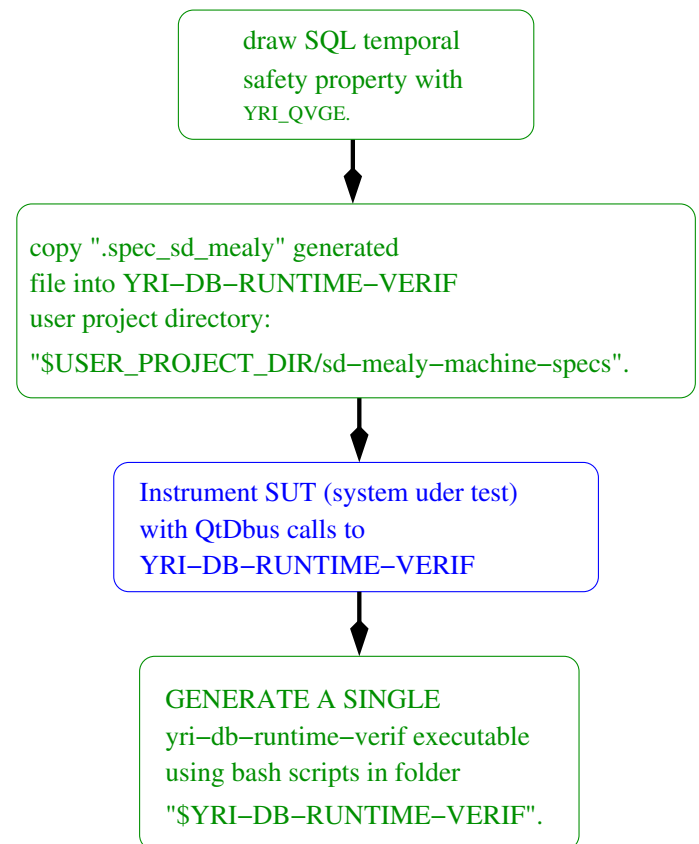 draw SQL temporal
safety property with
YRI_QVGE.
copy ".spec_sd_mealy" generated
file into YRI−DB−RUNTIME−VERIF
user project directory:
"$USER_PROJECT_DIR/sd−mealy−machine−specs".
Instrument SUT (system uder test)
with QtDbus calls to
YRI−DB−RUNTIME−VERIF
GENERATE A SINGLE
yri−db−runtime−verif executable
using bash scripts in folder
"$YRI−DB−RUNTIME−VERIF".